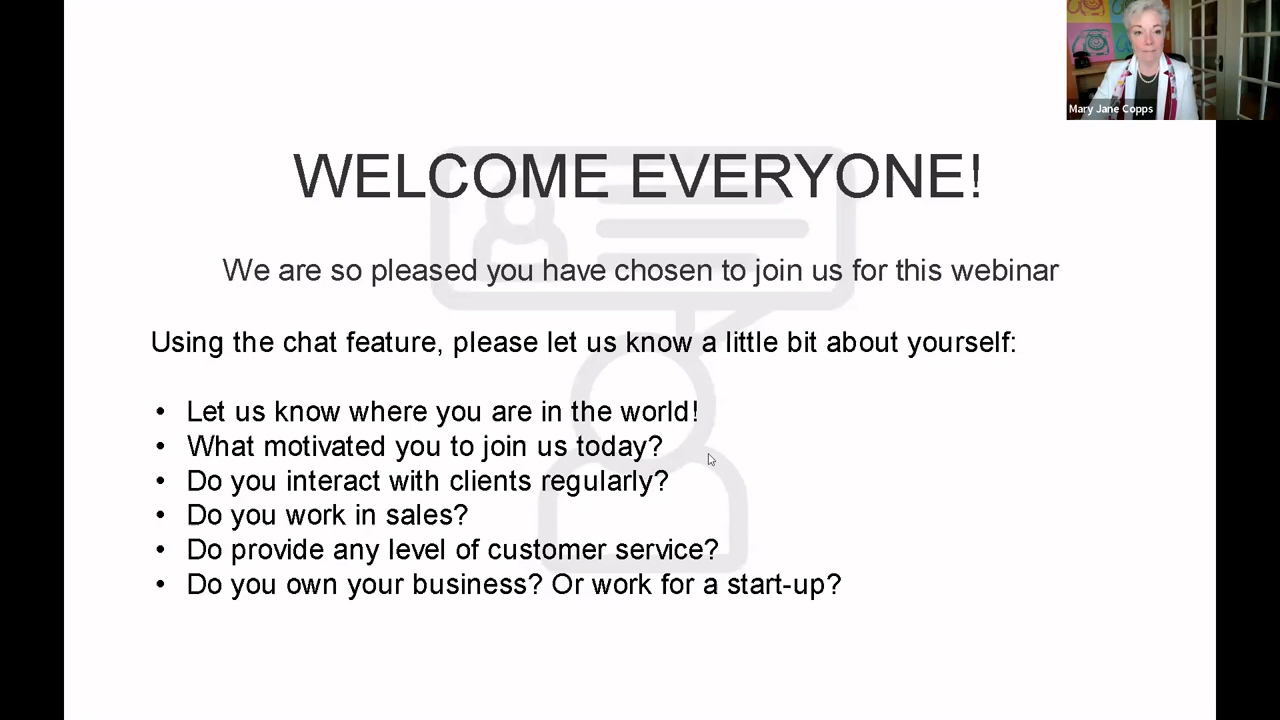 Mary Jane Copps
WELCOME EVERYONE!
We are so pleased you have chosen to join us for this webinar
Using the chat feature, please let us know a little bit about yourself:
• Let us know where you are in the world!
• What motivated you to join us today?
• Do you interact with clients regularly?
• Do you work in sales?
• Do provide any level of customer service?
• Do you own your business? Or work for a start-up?